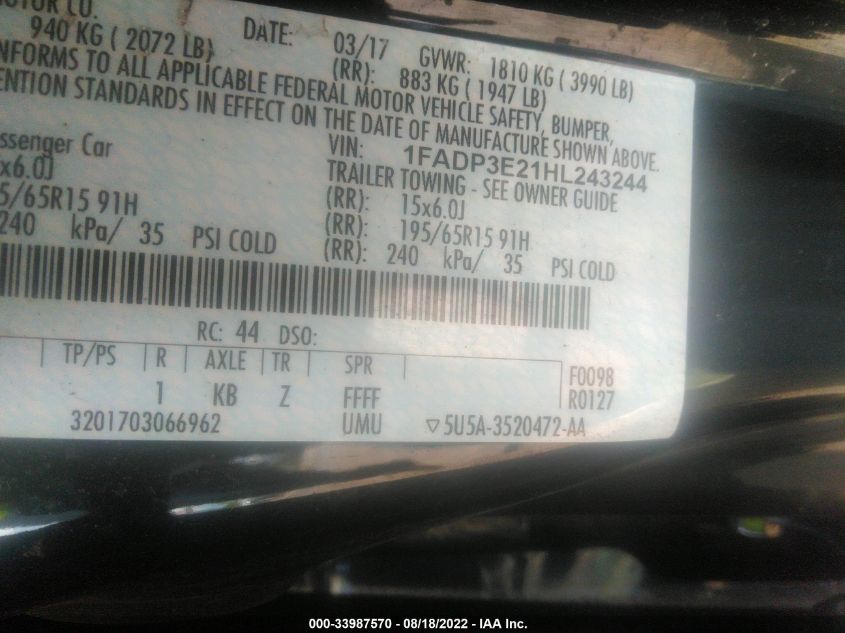 MOTOR CO.
DATE: 03/17 GVWR: 1810 KG ( 3990 LB)
940 KG ( 2072 LB) (RR): 883 KG ( 1947 LB)
NFORMS TO ALL APPLICABLE FEDERAL MOTOR VEHICLE SAFETY, BUMPER,
ENTION STANDARDS IN EFFECT ON THE DATE OF MANUFACTURE SHOWN ABOVE.
VIN: 1FADP3E21HL243244
ssenger Car TRAILER TOWING - SEE OWNER GUIDE
x6.0J (RR): 15x6.0J
5/65R15 91H (RR): 195/65R15 91H
240 kPa/ 35 PSI COLD (RR): 240 kPa/ 35 PSI COLD
RC: 44 DSO:
TP/PS R AXLE TR SPR
F0098
1 KB Z FFFF R0127
3201703066962 UMU ▽5U5A-3520472-AA
000-33987570 - 08/18/2022 - IAA Inc.